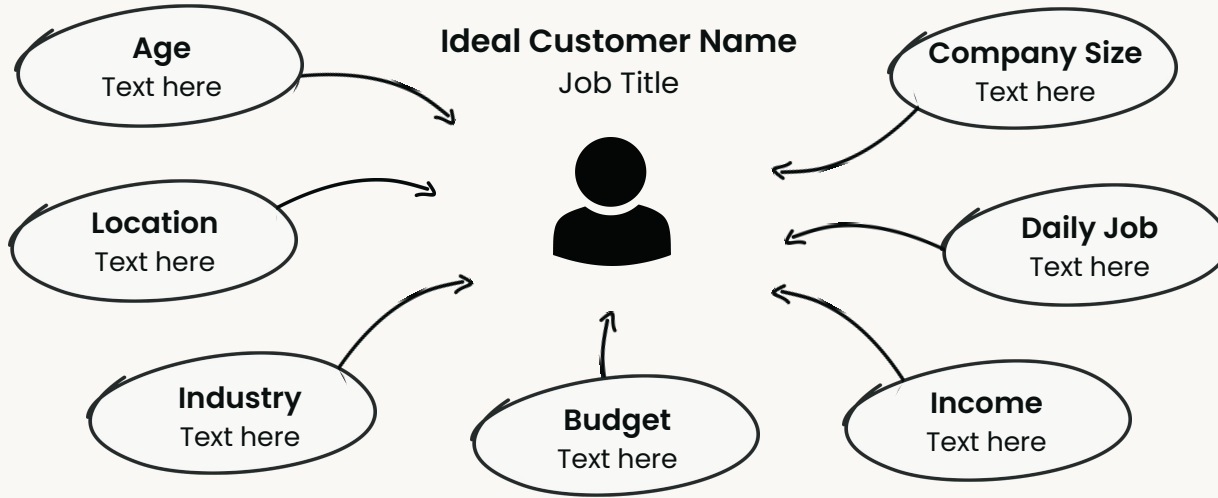 Ideal Customer Name
Job Title
Age
Text here
Company Size
Text here
Location
Text here
Daily Job
Text here
Industry
Text here
Budget
Text here
Income
Text here